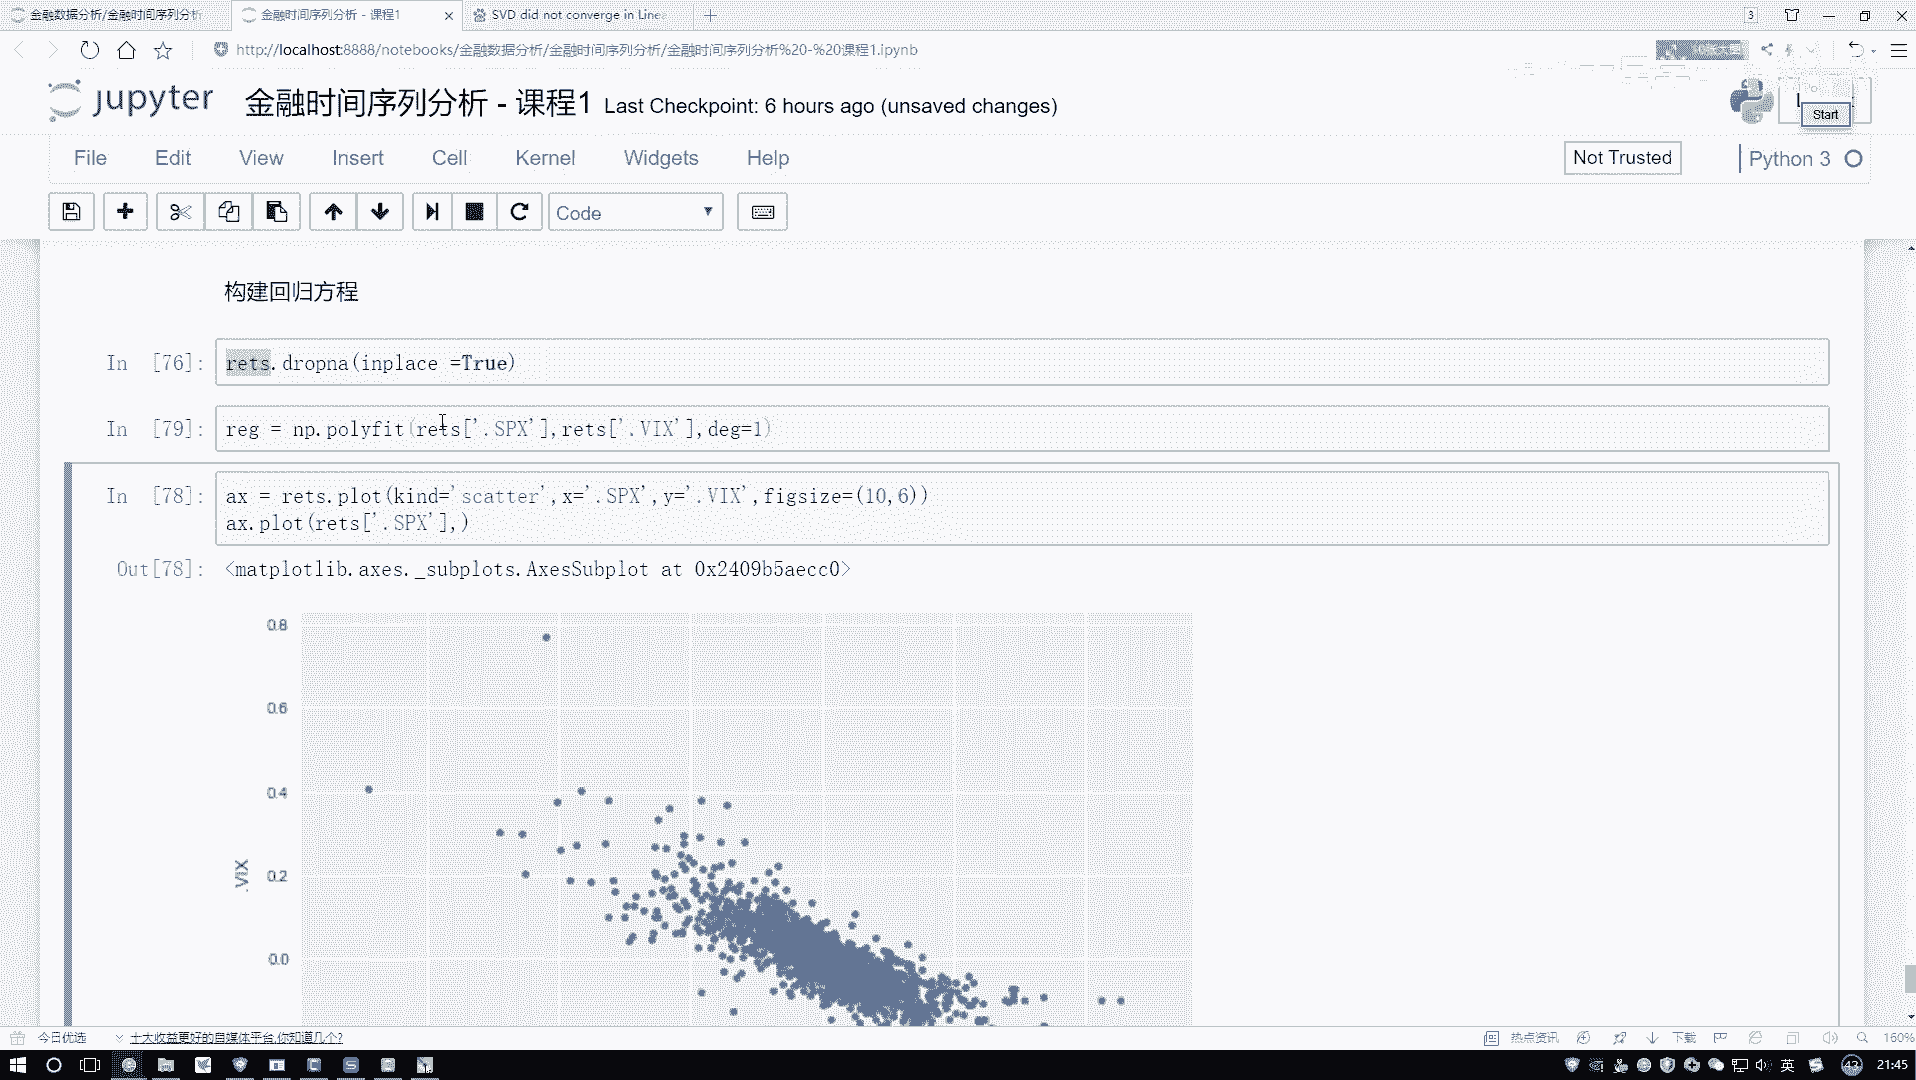 金融数据分析/金融时间序列分析
金融时间序列分析 - 课程1
SVD did not converge in Linea
3
http://localhost:8888/notebooks/金融数据分析/金融时间序列分析/金融时间序列分析%20-%20课程1.ipynb
jupyter 金融时间序列分析 - 课程1 Last Checkpoint: 6 hours ago (unsaved changes)
Start
File Edit View Insert Cell Kernel Widgets Help
Not Trusted
Python 3
Code
构建回归方程
In [76]: rets.dropna(inplace =True)
In [79]: reg = np.polyfit(rets['.SPX'],rets['.VIX'],deg=1)
In [78]: ax = rets.plot(kind='scatter',x='.SPX',y='.VIX',figsize=(10,6))
ax.plot(rets['.SPX'],)
Out[78]: <matplotlib.axes._subplots.AxesSubplot at 0x2409b5aecc0>
0.8
0.6
0.4
.VIX
0.2
0.0
今日优选
十大收益更好的自媒体平台,你知道几个?
热点资讯
下载
160%
英
43
21:45